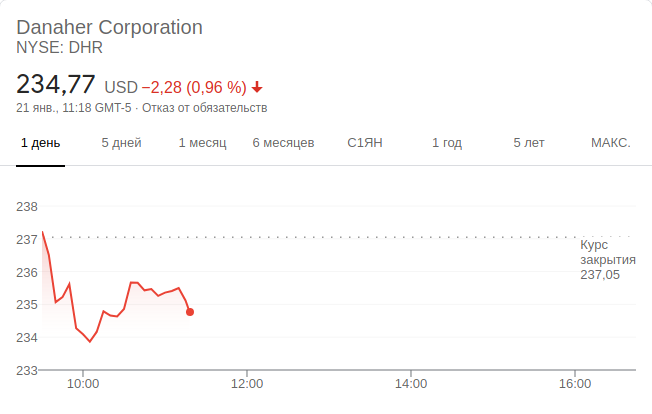 Danaher Corporation
NYSE: DHR
234,77 USD −2,28 (0,96 %)
21 янв., 11:18 GMT-5 · Отказ от обязательств
1 день 5 дней 1 месяц 6 месяцев С1ЯН 1 год 5 лет МАКС.
238
237
Курс
закрытия
237,05
236
235
234
233
10:00 12:00 14:00 16:00